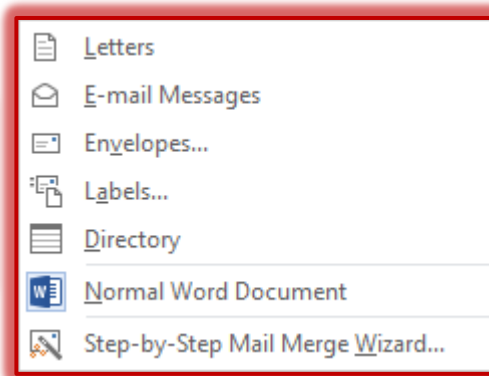 Letters
E-mail Messages
Envelopes...
Labels...
Directory
Normal Word Document
Step-by-Step Mail Merge Wizard...